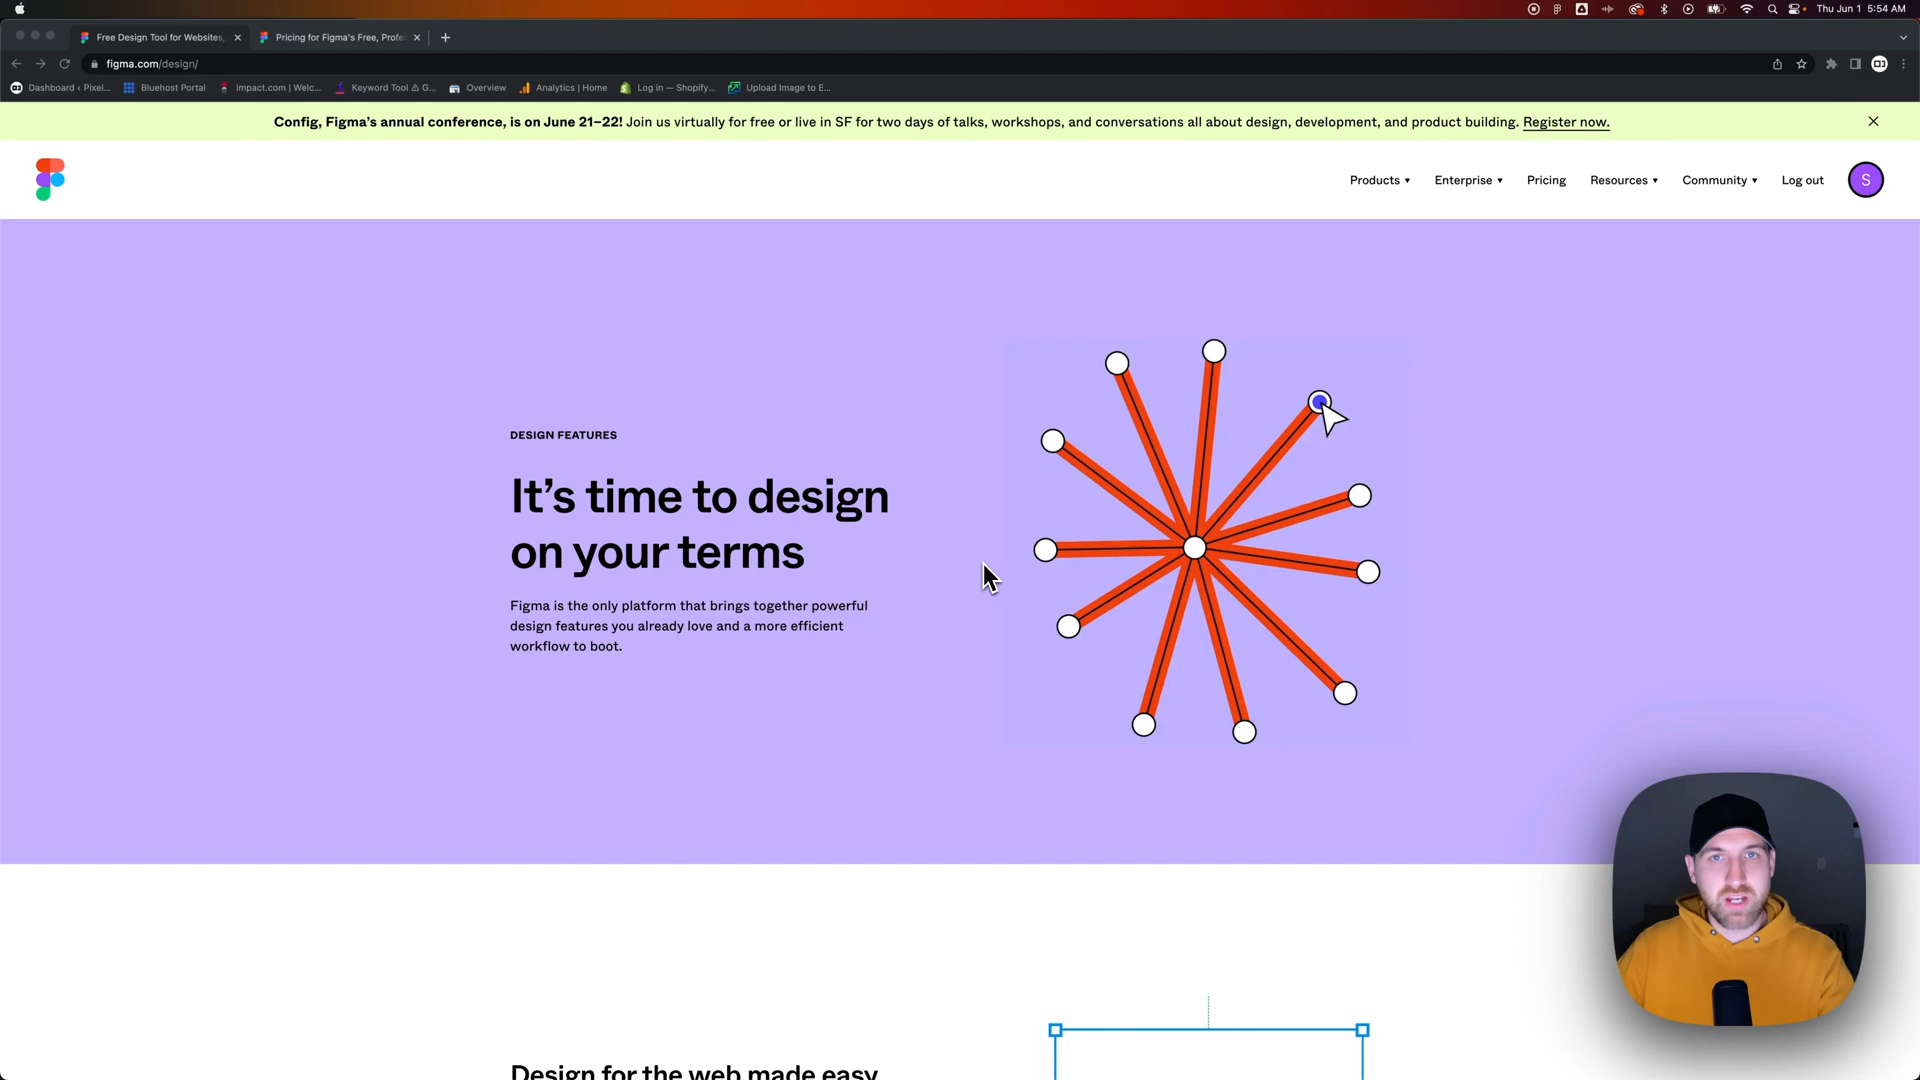 Thu Jun 1 5:54 AM
Free Design Tool for Websites,
Pricing for Figma's Free, Profe
figma.com/design/
Dashboard ‹ Pixel...
Bluehost Portal
impact.com | Welc...
Keyword Tool ⚠ G...
Overview
Analytics | Home
Log in — Shopify...
Upload Image to E...
Config, Figma's annual conference, is on June 21–22! Join us virtually for free or live in SF for two days of talks, workshops, and conversations all about design, development, and product building. Register now.
Products
Enterprise
Pricing
Resources
Community
Log out
S
DESIGN FEATURES
It's time to design
on your terms
Figma is the only platform that brings together powerful
design features you already love and a more efficient
workflow to boot.
Design for the web made easy